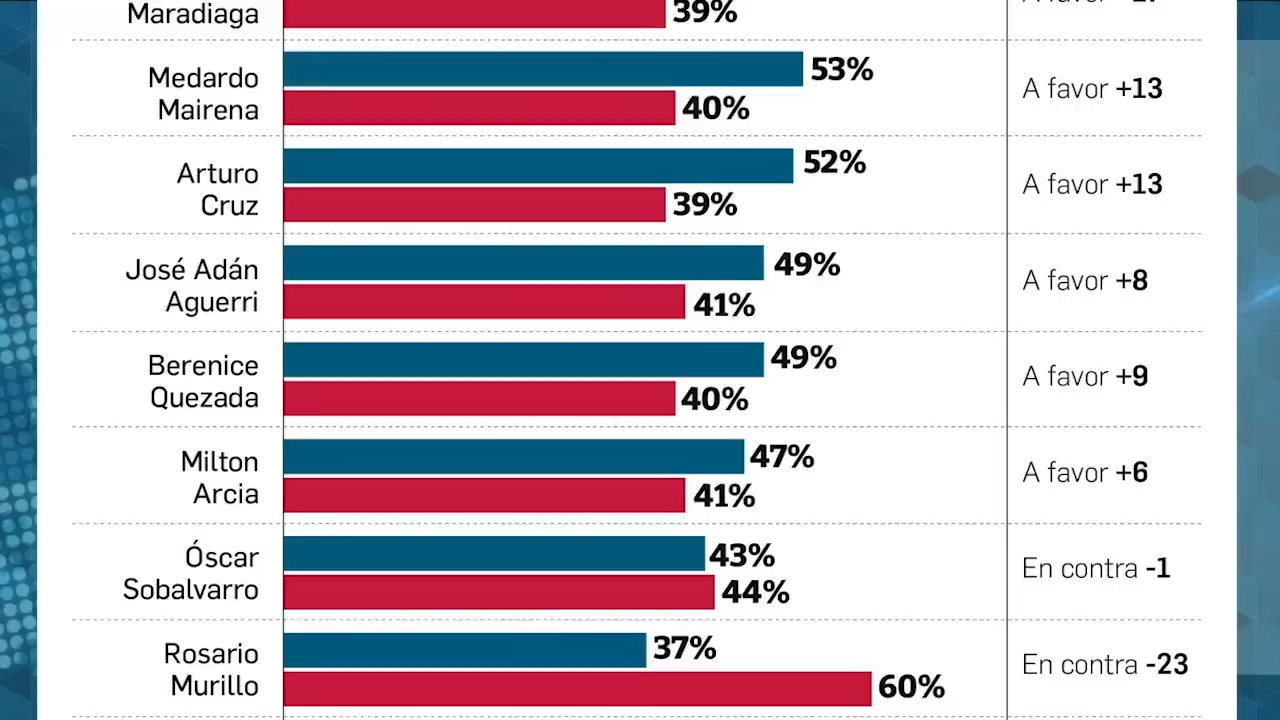 Maradiaga
39%
Medardo
Mairena
53%
40%
A favor +13
Arturo
Cruz
52%
39%
A favor +13
José Adán
Aguerri
49%
41%
A favor +8
Berenice
Quezada
49%
40%
A favor +9
Milton
Arcia
47%
41%
A favor +6
Óscar
Sobalvarro
43%
44%
En contra -1
Rosario
Murillo
37%
60%
En contra -23